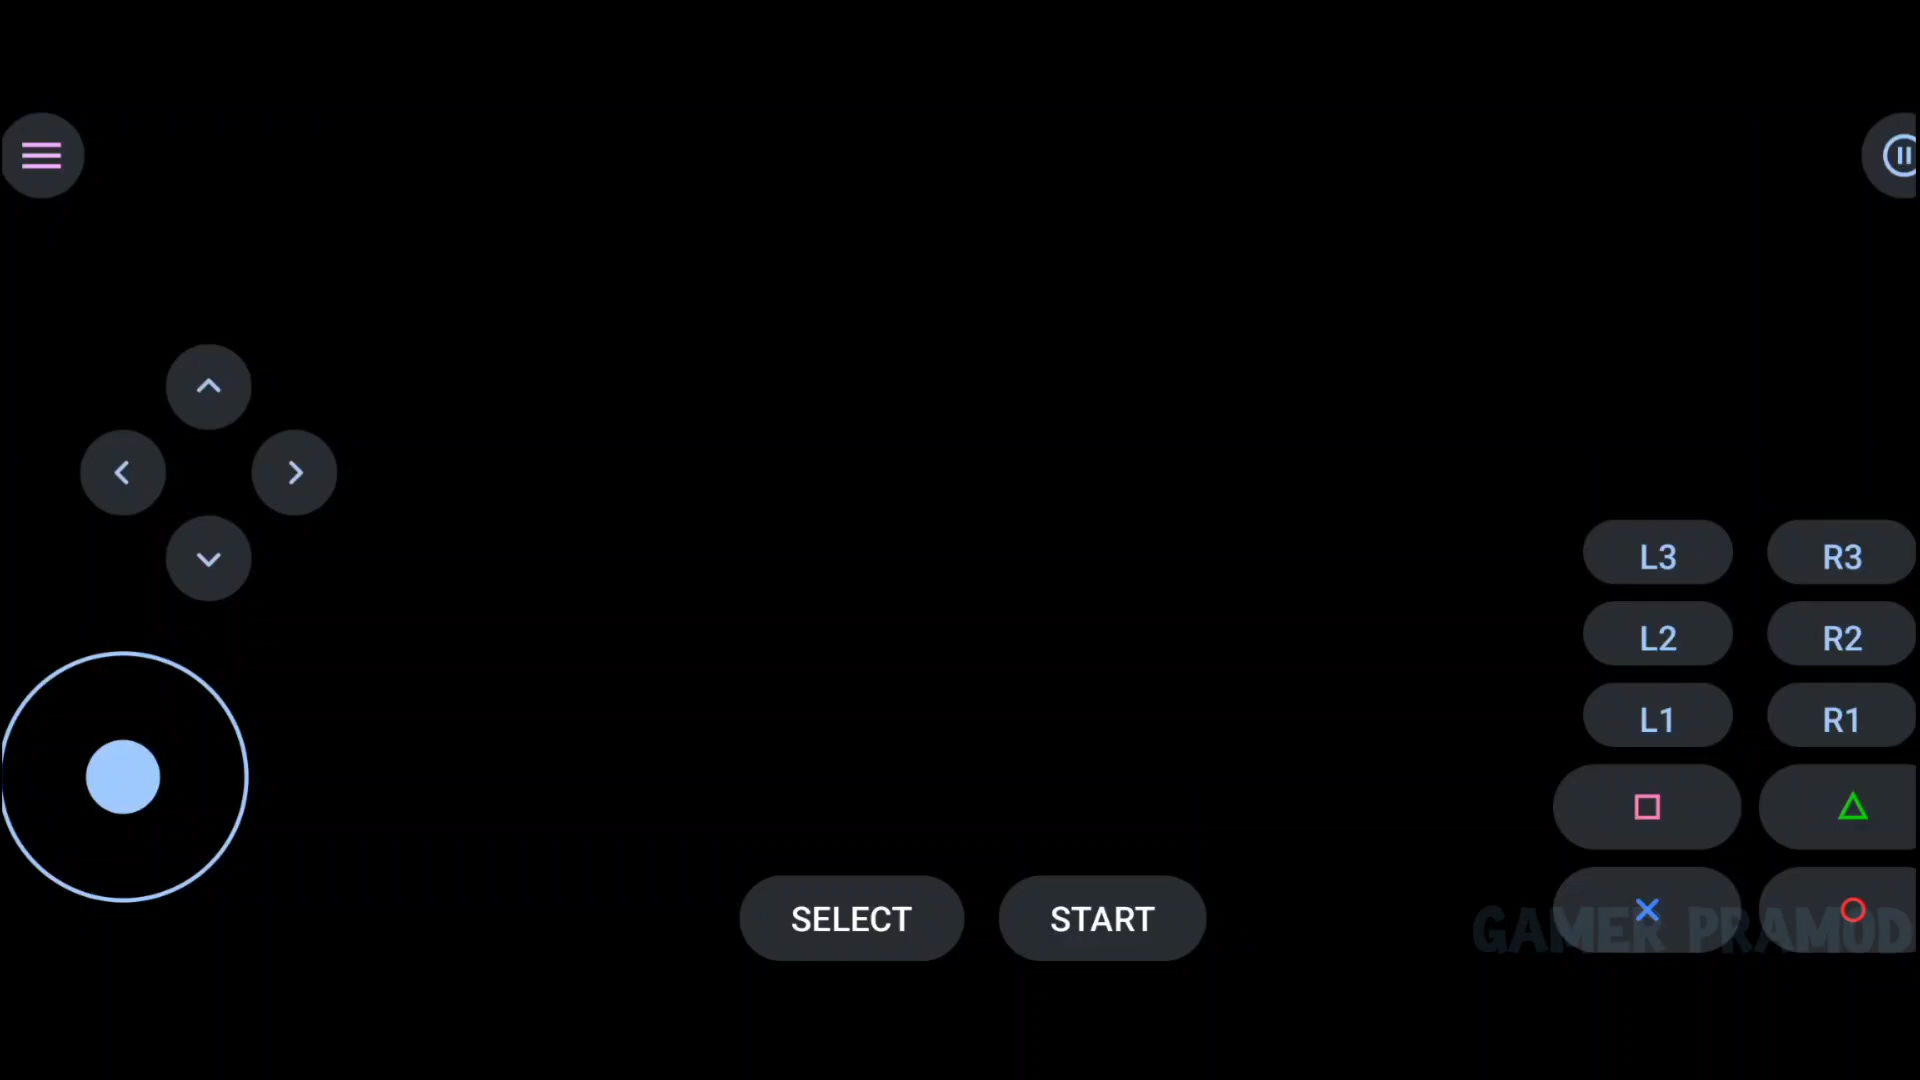 L3 R3
L2 R2
L1 R1
SELECT START
GAMER PRAMOD